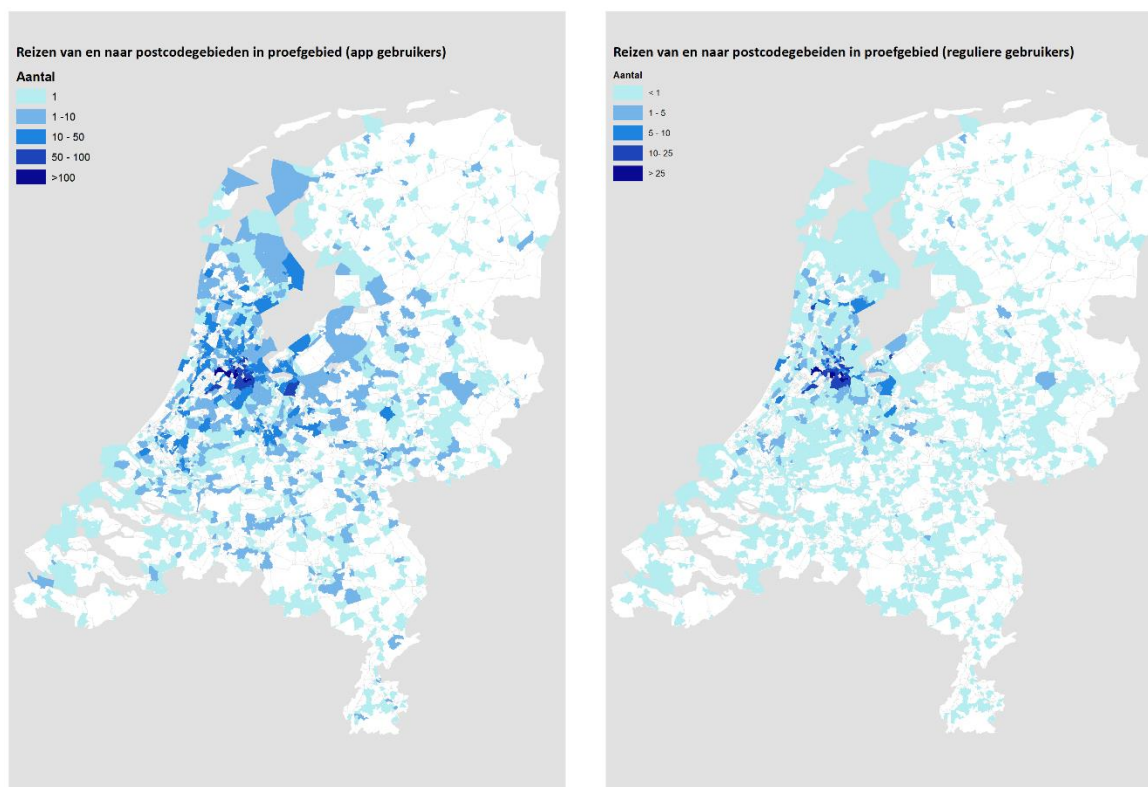 Reizen van en naar postcodegebieden in proefgebied (app gebruikers)
Aantal
1
1 -10
10 - 50
50 - 100
>100
Reizen van en naar postcodegebeiden in proefgebied (reguliere gebruikers)
Aantal
< 1
1 - 5
5 - 10
10- 25
> 25